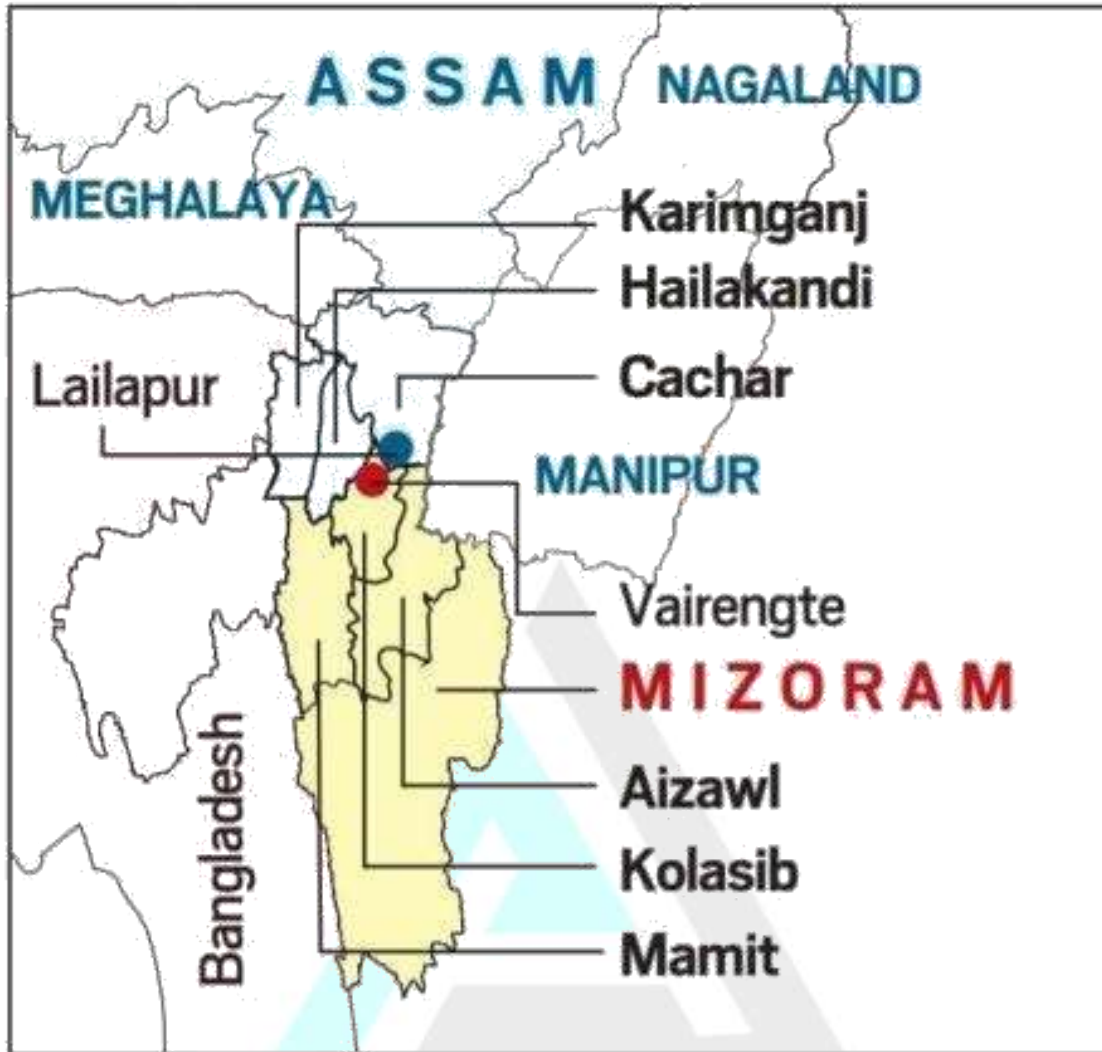 ASSAM
NAGALAND
MEGHALAYA
Karimganj
Hailakandi
Cachar
Lailapur
MANIPUR
Vairengte
MIZORAM
Aizawl
Kolasib
Mamit
Bangladesh